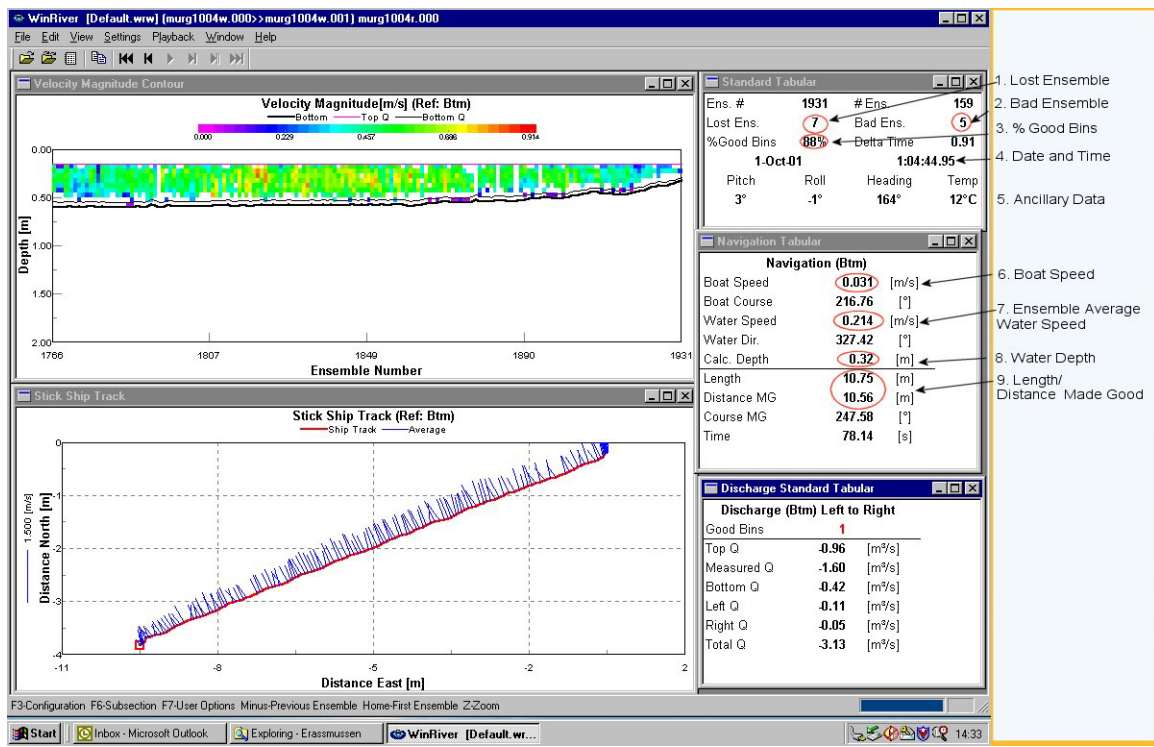 WinRiver [Default.wrw] (murg1004w.000>>murg1004w.001) murg1004r.000
File Edit View Settings Playback Window Help
Velocity Magnitude Contour
Velocity Magnitude[m/s] (Ref: Btm)
Bottom Top Q Bottom Q
0.000 0.229 0.457 0.686 0.914
0.00
0.50
1.00
1.50
2.00
Depth [m]
1766 1807 1849 1890 1931
Ensemble Number
Stick Ship Track
Stick Ship Track (Ref: Btm)
Ship Track Average
0
-1
-2
-3
-4
1.500 [m/s]
Distance North [m]
-11 -8 -5 -2 2
Distance East [m]
Standard Tabular
Ens. # 1931 # Ens. 159
Lost Ens. 7 Bad Ens. 5
%Good Bins 88% Delta Time 0.91
1-Oct-01 1:04:44.95
Pitch Roll Heading Temp
3° -1° 164° 12°C
Navigation Tabular
Navigation (Btm)
Boat Speed 0.031 [m/s]
Boat Course 216.76 [°]
Water Speed 0.214 [m/s]
Water Dir. 327.42 [°]
Calc. Depth 0.32 [m]
Length 10.75 [m]
Distance MG 10.56 [m]
Course MG 247.58 [°]
Time 78.14 [s]
Discharge Standard Tabular
Discharge (Btm) Left to Right
Good Bins 1
Top Q -0.96 [m³/s]
Measured Q -1.60 [m³/s]
Bottom Q -0.42 [m³/s]
Left Q -0.11 [m³/s]
Right Q -0.05 [m³/s]
Total Q -3.13 [m³/s]
1. Lost Ensemble
2. Bad Ensemble
3. % Good Bins
4. Date and Time
5. Ancillary Data
6. Boat Speed
7. Ensemble Average
Water Speed
8. Water Depth
9. Length/
Distance Made Good
F3-Configuration F6-Subsection F7-User Options Minus-Previous Ensemble Home-First Ensemble Z-Zoom
Start Inbox - Microsoft Outlook Exploring - Erassmussen WinRiver [Default.wr... 14:33